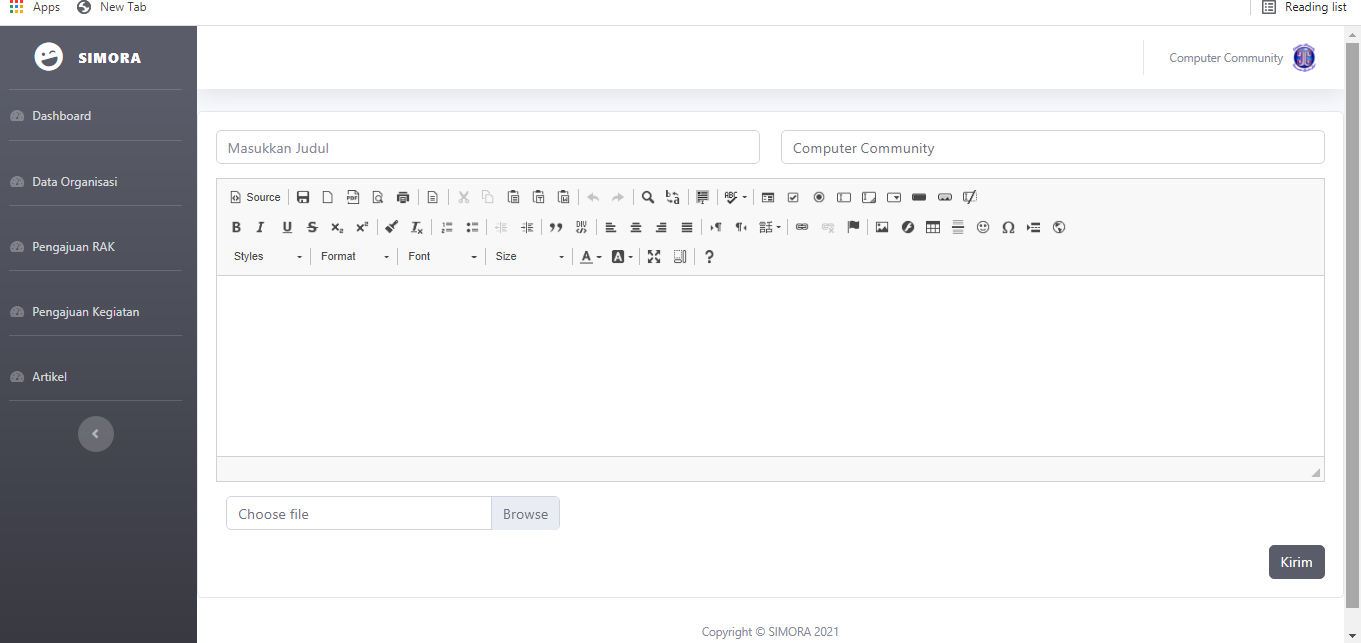 Apps
New Tab
Reading list
SIMORA
Computer Community
Dashboard
Data Organisasi
Pengajuan RAK
Pengajuan Kegiatan
Artikel
Masukkan Judul
Computer Community
Source
Styles
Format
Font
Size
Choose file
Browse
Kirim
Copyright © SIMORA 2021